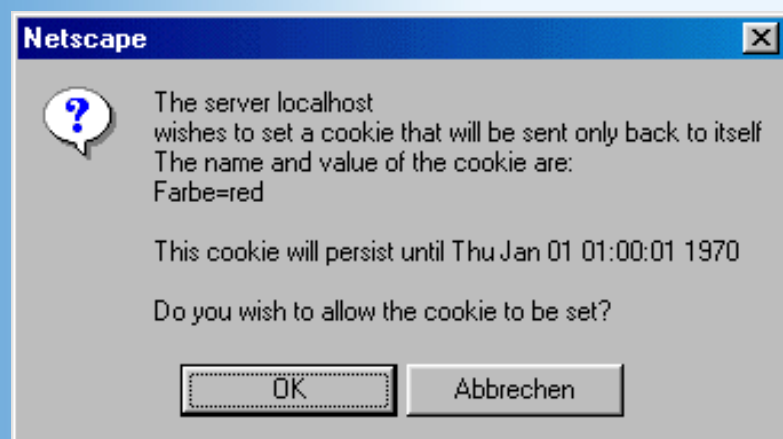 Netscape
The server localhost
wishes to set a cookie that will be sent only back to itself
The name and value of the cookie are:
Farbe=red
This cookie will persist until Thu Jan 01 01:00:01 1970
Do you wish to allow the cookie to be set?
OK Abbrechen